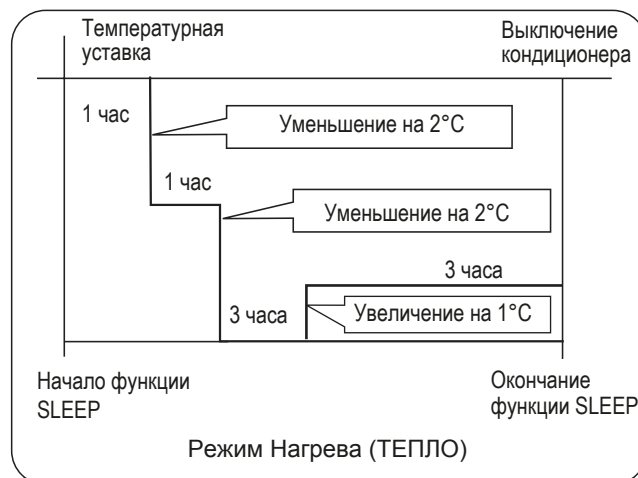 Температурная
уставка
Выключение
кондиционера
1 час
Уменьшение на 2°C
1 час
Уменьшение на 2°C
3 часа
3 часа
Увеличение на 1°C
Начало функции
SLEEP
Окончание
функции SLEEP
Режим Нагрева (ТЕПЛО)